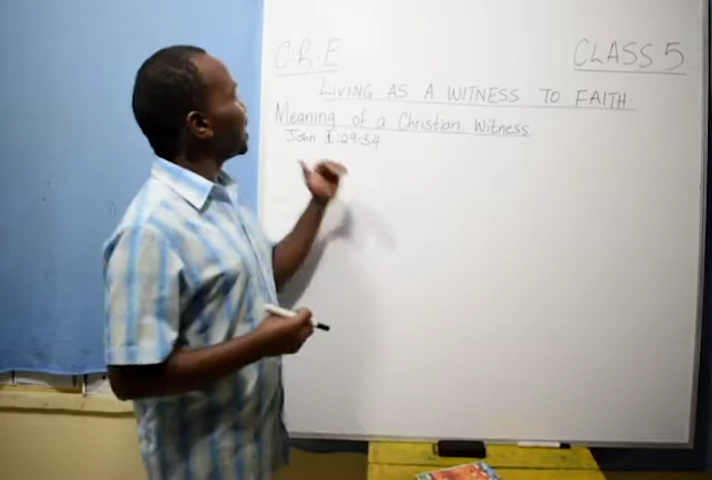 C.R.E
CLASS 5
LIVING AS A WITNESS TO FAITH.
Meaning of a Christian Witness
John 1:29-34